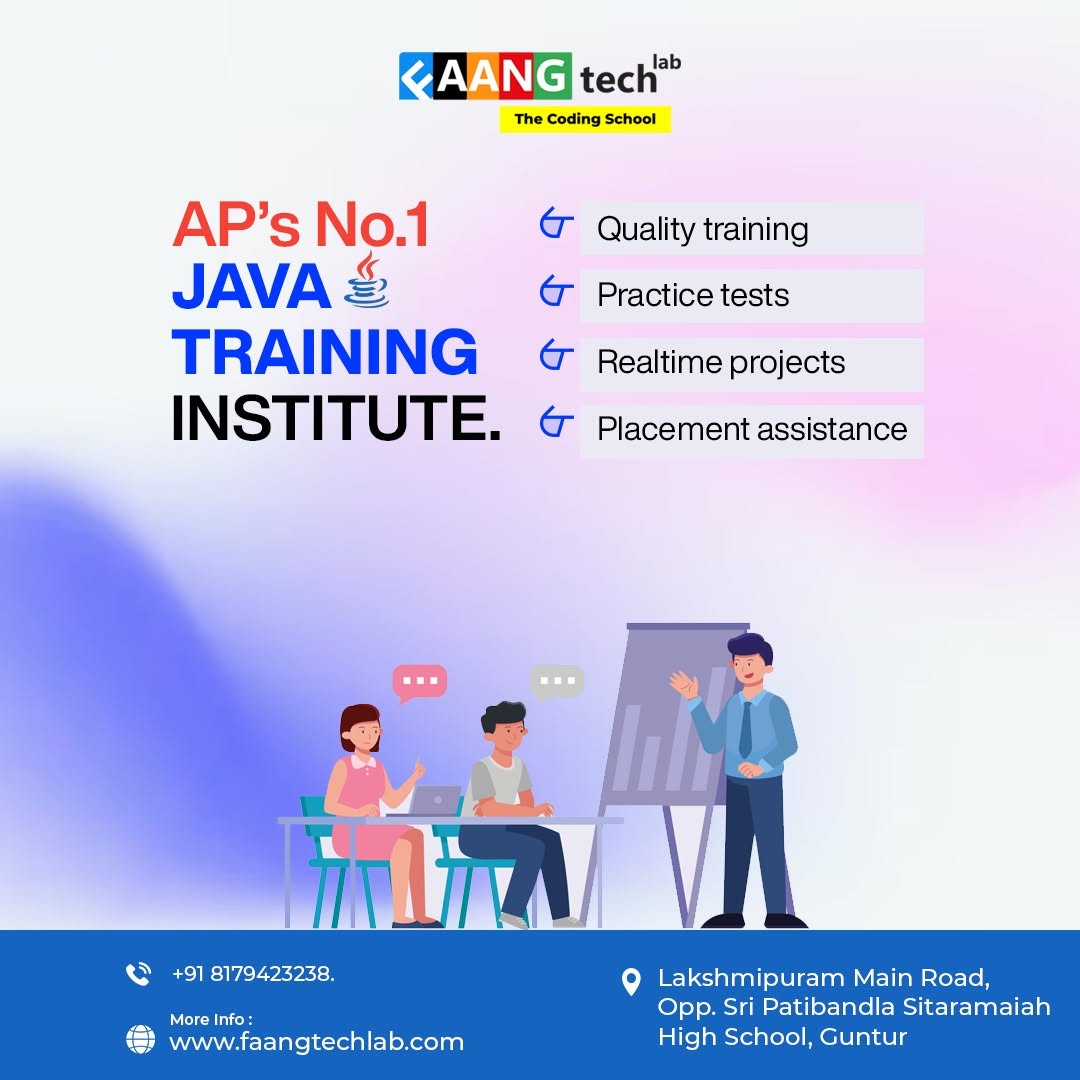 FAANG tech lab
The Coding School
AP's No.1
JAVA
TRAINING
INSTITUTE.
Quality training
Practice tests
Realtime projects
Placement assistance
+91 8179423238.
More Info :
www.faangtechlab.com
Lakshmipuram Main Road,
Opp. Sri Patibandla Sitaramaiah
High School, Guntur